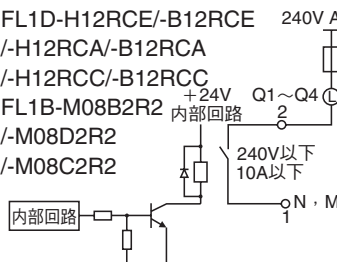 FL1D-H12RCE/-B12RCE
/-H12RCA/-B12RCA
/-H12RCC/-B12RCC
FL1B-M08B2R2
/-M08D2R2
/-M08C2R2
240V A
+24V
内部回路
Q1～Q4 L
2
240V以下
10A以下
N，M
1
内部回路